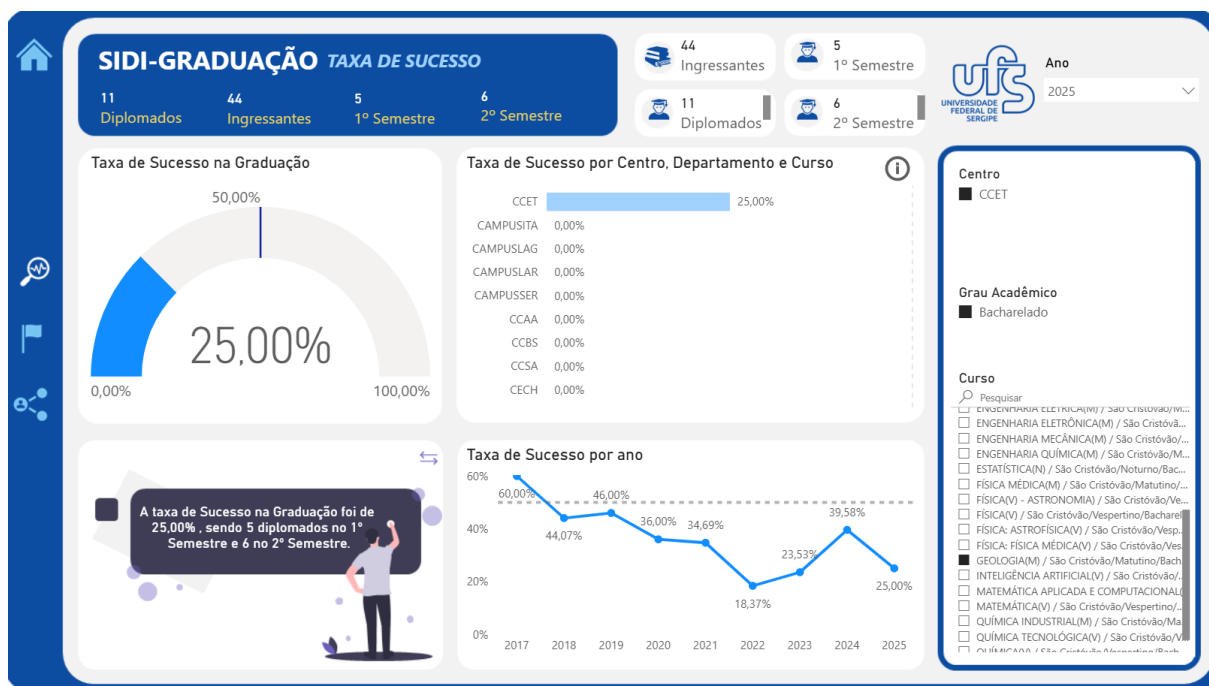 SIDI-GRADUAÇÃO TAXA DE SUCESSO
11
Diplomados
44
Ingressantes
5
1º Semestre
6
2º Semestre
44
Ingressantes
5
1º Semestre
11
Diplomados
6
2º Semestre
ufs
UNIVERSIDADE
FEDERAL DE
SERGIPE
Ano
2025
Taxa de Sucesso na Graduação
50,00%
25,00%
0,00%
100,00%
Taxa de Sucesso por Centro, Departamento e Curso
CCET 25,00%
CAMPUSITA 0,00%
CAMPUSLAG 0,00%
CAMPUSLAR 0,00%
CAMPUSSER 0,00%
CCAA 0,00%
CCBS 0,00%
CCSA 0,00%
CECH 0,00%
A taxa de Sucesso na Graduação foi de
25,00% , sendo 5 diplomados no 1º
Semestre e 6 no 2º Semestre.
Taxa de Sucesso por ano
60%
40%
20%
0%
60,00%
44,07%
46,00%
36,00%
34,69%
18,37%
23,53%
39,58%
25,00%
2017 2018 2019 2020 2021 2022 2023 2024 2025
Centro
CCET
Grau Acadêmico
Bacharelado
Curso
Pesquisar
ENGENHARIA ELÉTRICA(M) / São Cristóvão/M...
ENGENHARIA ELETRÔNICA(M) / São Cristóvã...
ENGENHARIA MECÂNICA(M) / São Cristóvão/...
ENGENHARIA QUÍMICA(M) / São Cristóvão/M...
ESTATÍSTICA(N) / São Cristóvão/Noturno/Bac...
FÍSICA MÉDICA(M) / São Cristóvão/Matutino/...
FÍSICA(V) - ASTRONOMIA) / São Cristóvão/Ve...
FÍSICA(V) / São Cristóvão/Vespertino/Bacharel
FÍSICA: ASTROFÍSICA(V) / São Cristóvão/Vesp...
FÍSICA: FÍSICA MÉDICA(V) / São Cristóvão/Ves
GEOLOGIA(M) / São Cristóvão/Matutino/Bach
INTELIGÊNCIA ARTIFICIAL(V) / São Cristóvão/..
MATEMÁTICA APLICADA E COMPUTACIONAL(
MATEMÁTICA(V) / São Cristóvão/Vespertino/..
QUÍMICA INDUSTRIAL(M) / São Cristóvão/Ma
QUÍMICA TECNOLÓGICA(V) / São Cristóvão/V